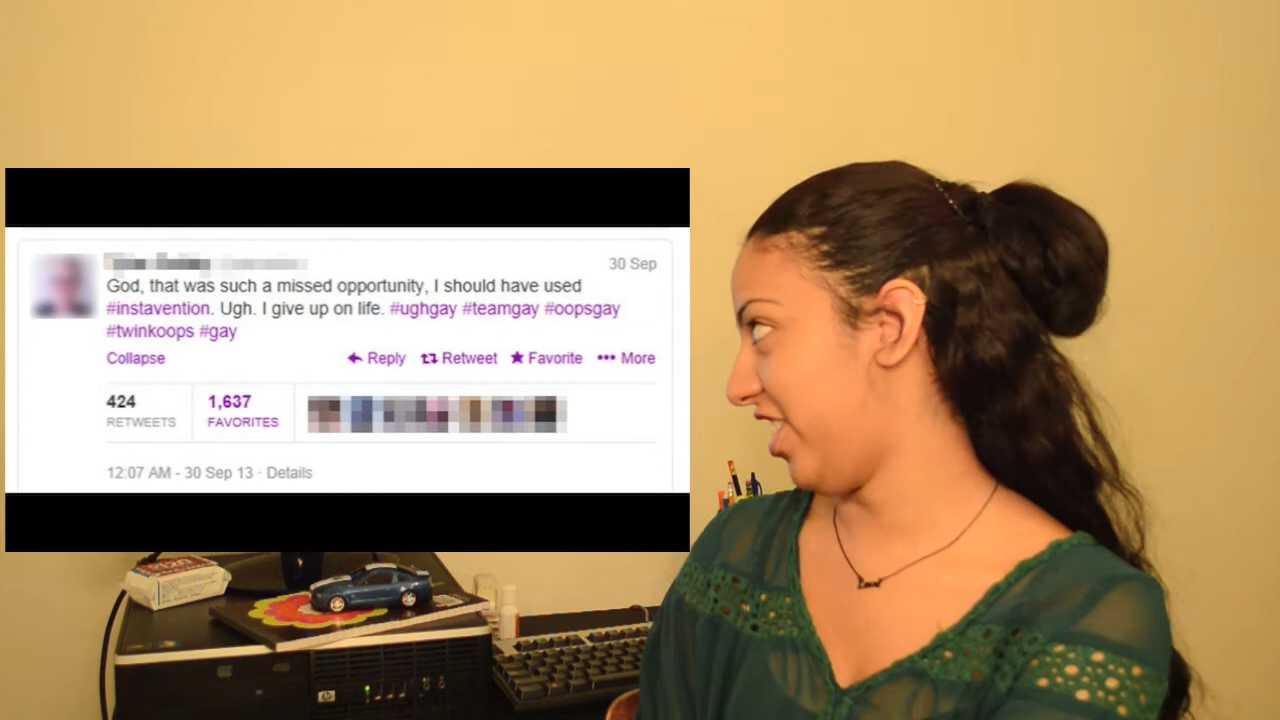 30 Sep
God, that was such a missed opportunity, I should have used
#instavention. Ugh. I give up on life. #ughgay #teamgay #oopsgay
#twinkoops #gay
Collapse Reply Retweet Favorite More
424 1,637
RETWEETS FAVORITES
12:07 AM - 30 Sep 13 · Details
hp